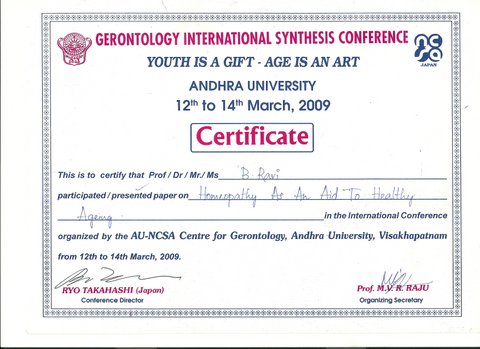 GERONTOLOGY INTERNATIONAL SYNTHESIS CONFERENCE
YOUTH IS A GIFT - AGE IS AN ART
ncsa
JAPAN
ANDHRA UNIVERSITY
12th to 14th March, 2009
Certificate
This is to certify that Prof / Dr / Mr./ Ms B. Ravi
participated / presented paper on Homeopathy As An Aid To Healthy
Ageing in the International Conference
organized by the AU-NCSA Centre for Gerontology, Andhra University, Visakhapatnam
from 12th to 14th March, 2009.
RYO TAKAHASHI (Japan)
Conference Director
Prof. M.V. R. RAJU
Organizing Secretary